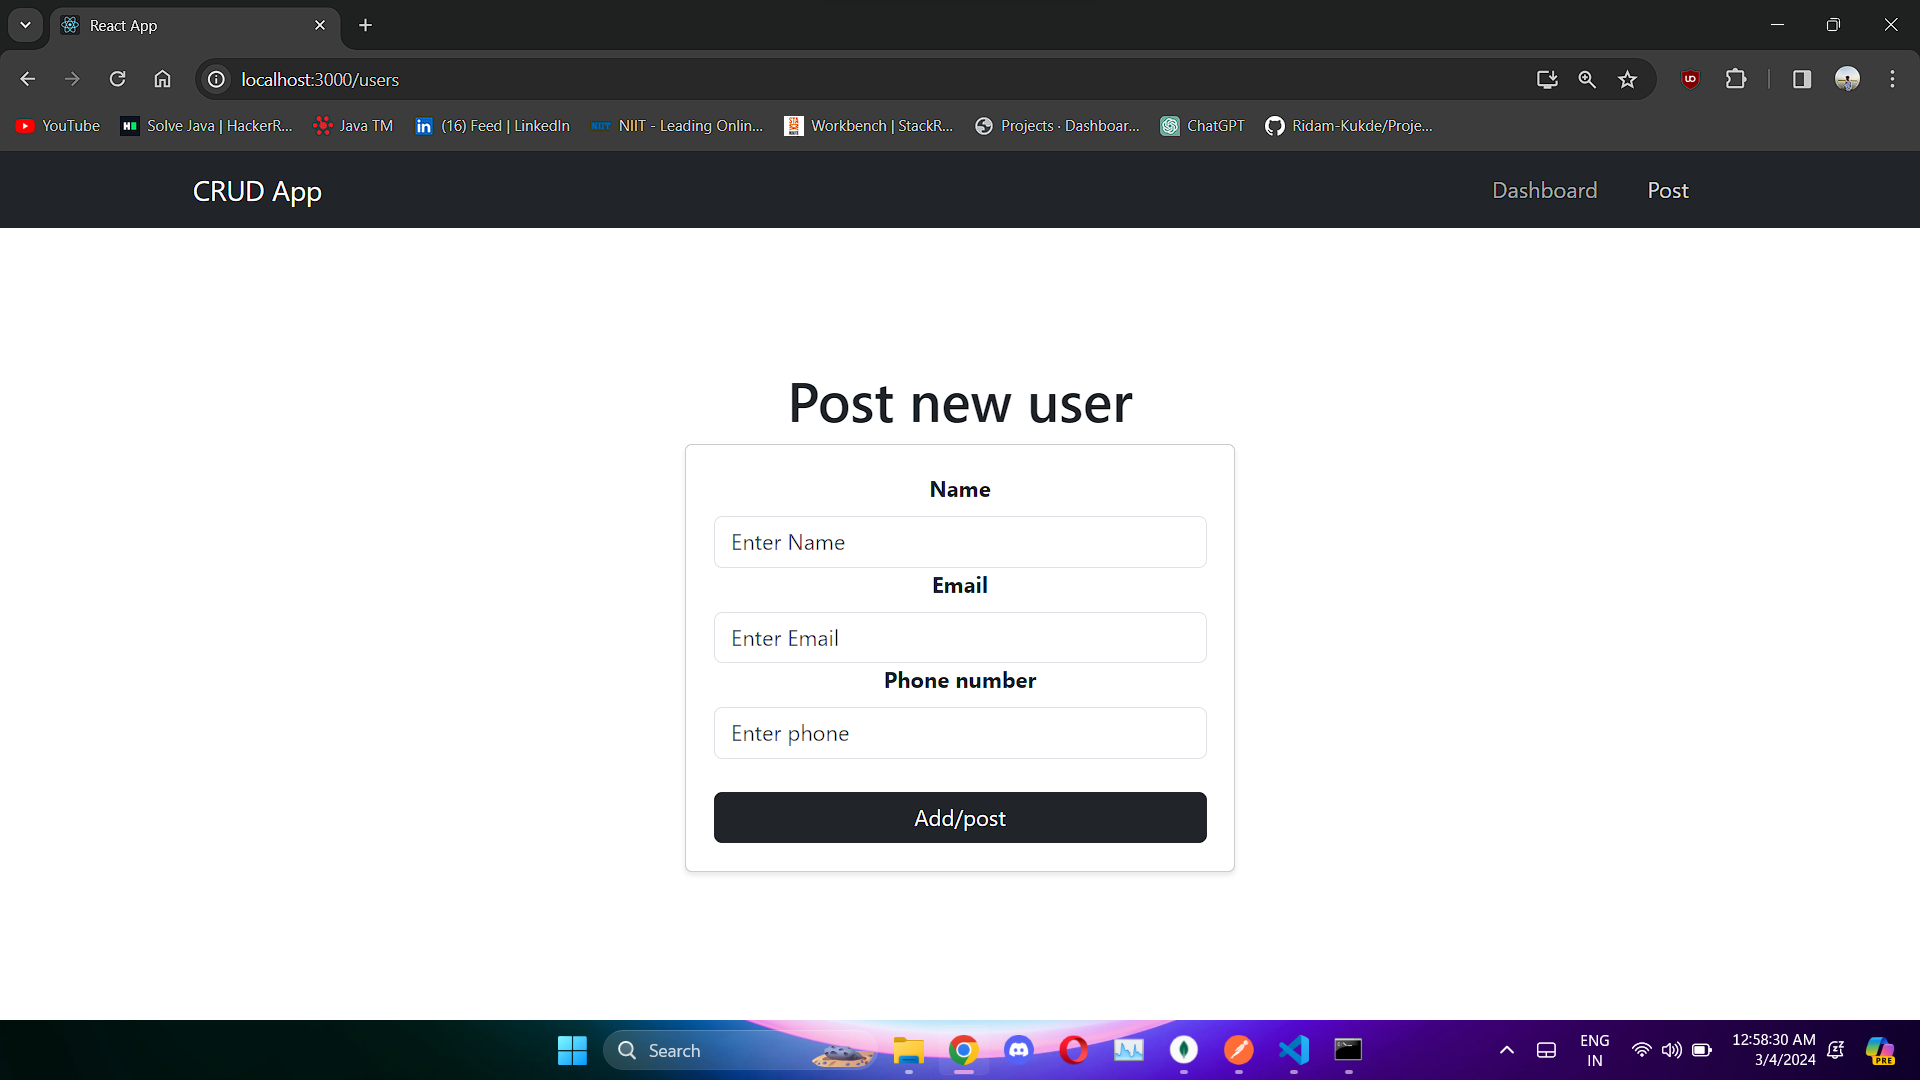 React App
localhost:3000/users
YouTube
Solve Java | HackerR...
Java TM
(16) Feed | LinkedIn
NIIT
NIIT - Leading Onlin...
Workbench | StackR...
Projects · Dashboar...
ChatGPT
Ridam-Kukde/Proje...
CRUD App
Dashboard
Post
Post new user
Name
Enter Name
Email
Enter Email
Phone number
Enter phone
Add/post
Search
ENG
IN
12:58:30 AM
3/4/2024
PRE